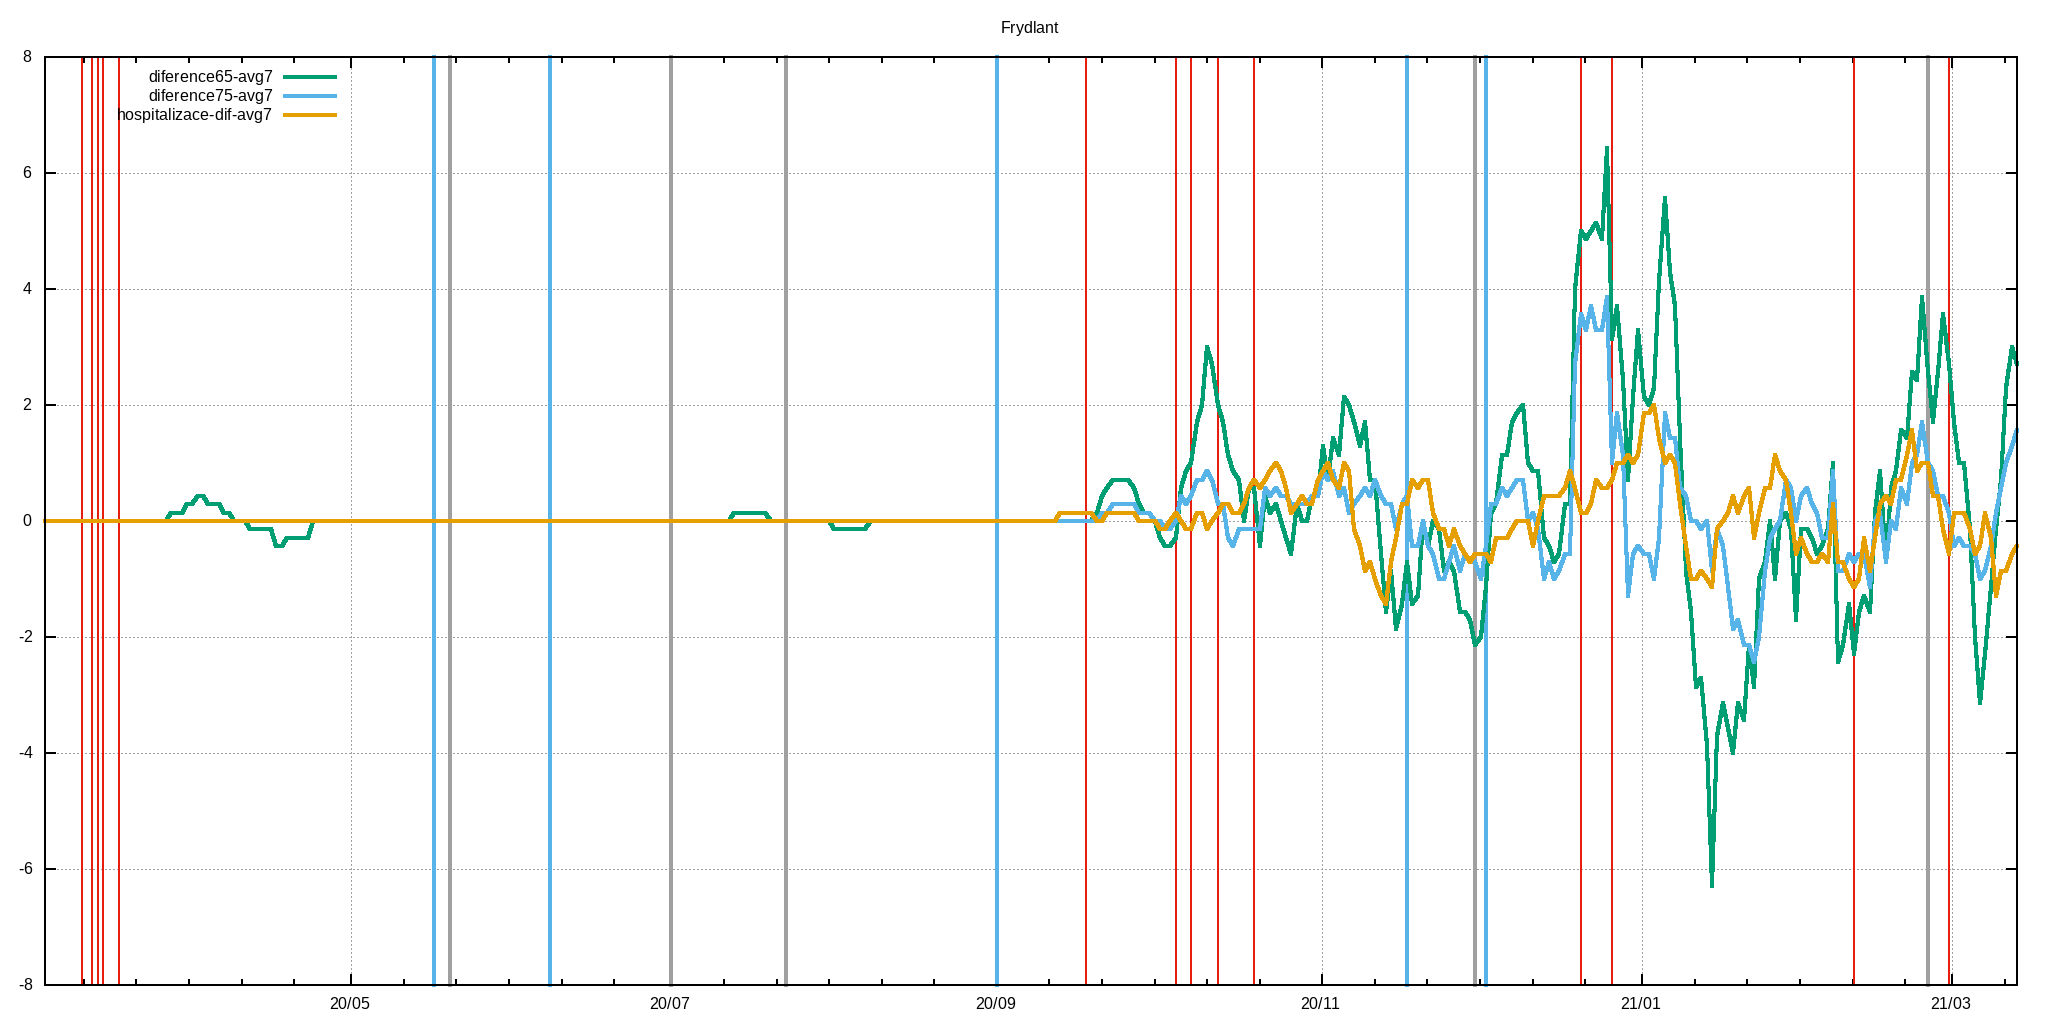 Frydlant
diference65-avg7
diference75-avg7
hospitalizace-dif-avg7
8
6
4
2
0
-2
-4
-6
-8
20/05 20/07 20/09 20/11 21/01 21/03